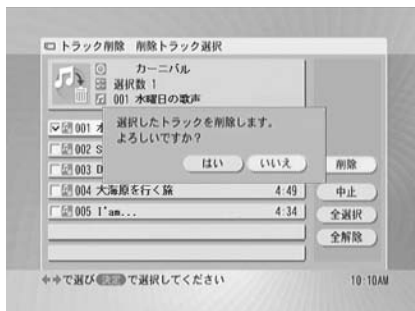 トラック削除 削除トラック選択
カーニバル
選択数 1
001 水曜日の歌声
選択したトラックを削除します。
よろしいですか?
はい いいえ
001 水
002 S
003 D
004 大海原を行く旅 4:49
005 I'am... 4:34
削除
中止
全選択
全解除
で選び 決定 で選択してください
10:10AM